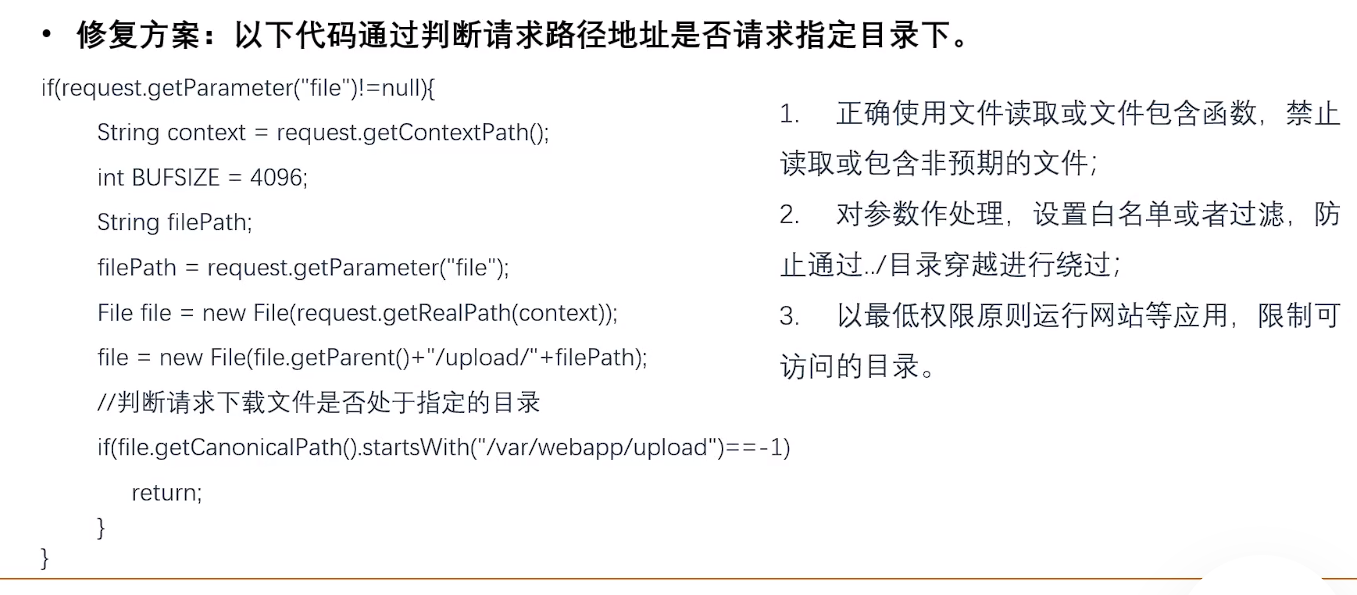 • 修复方案：以下代码通过判断请求路径地址是否请求指定目录下。
if(request.getParameter("file")!=null){
String context = request.getContextPath();
int BUFSIZE = 4096;
String filePath;
filePath = request.getParameter("file");
File file = new File(request.getRealPath(context));
file = new File(file.getParent()+"/upload/"+filePath);
//判断请求下载文件是否处于指定的目录
if(file.getCanonicalPath().startsWith("/var/webapp/upload")==-1)
return;
}
}
1. 正确使用文件读取或文件包含函数，禁止
读取或包含非预期的文件；
2. 对参数作处理，设置白名单或者过滤，防
止通过../目录穿越进行绕过；
3. 以最低权限原则运行网站等应用，限制可
访问的目录。